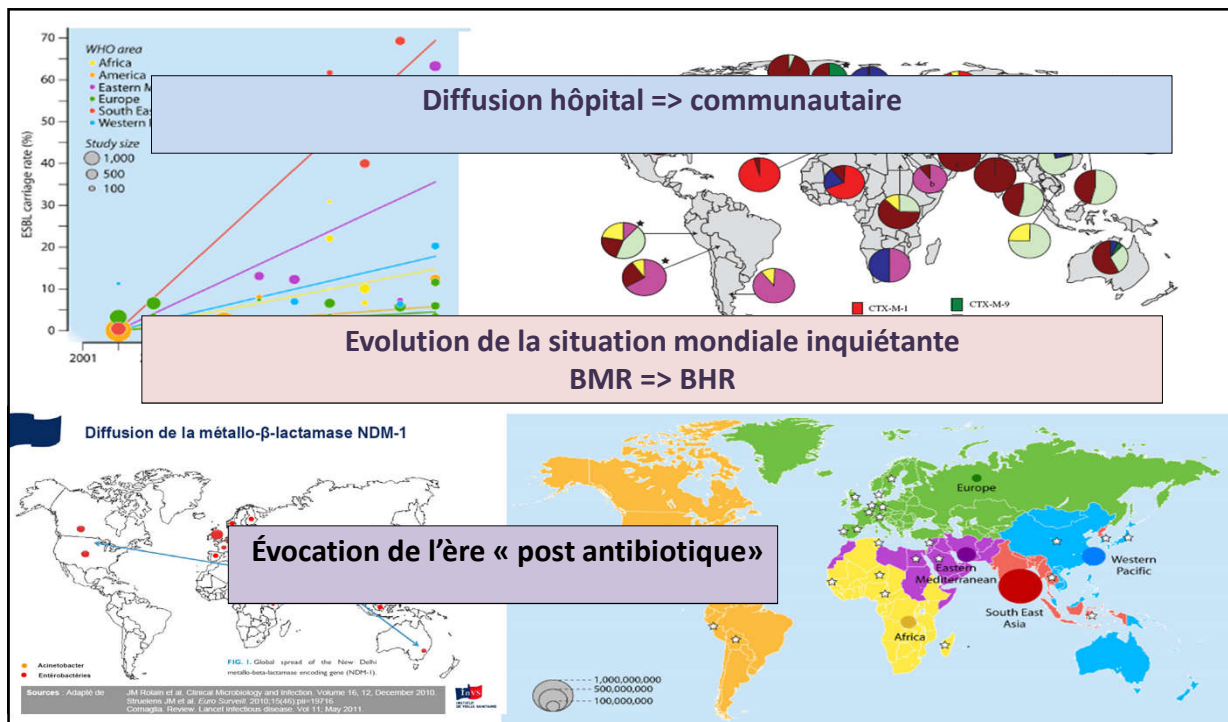 70
60
50
40
30
20
10
0
ESBL carriage rate (%)
2001
WHO area
Africa
America
Eastern M
Europe
South Eas
Western
Study size
1,000
500
100
Diffusion hôpital => communautaire
b
CTX-M-1
CTX-M-9
Evolution de la situation mondiale inquiétante
BMR => BHR
Diffusion de la métallo-β-lactamase NDM-1
Évocation de l’ère « post antibiotique»
Acinetobacter
Entérobactéries
FIG. 1. Global spread of the New Delhi
metallo-beta-lactamase encoding gene (NDM-1).
Sources : Adapté de
JM Rolain et al. Clinical Microbiology and Infection. Volume 16, 12, December 2010.
Struelens JM et al. Euro Surveill. 2010;15(46):pii=19716
Cornaglia. Review. Lancet infectious disease. Vol 11; May 2011.
InVS
INSTITUT
DE VEILLE SANITAIRE
Europe
Eastern
Mediterranean
Western
Pacific
South East
Asia
Africa
1,000,000,000
500,000,000
100,000,000